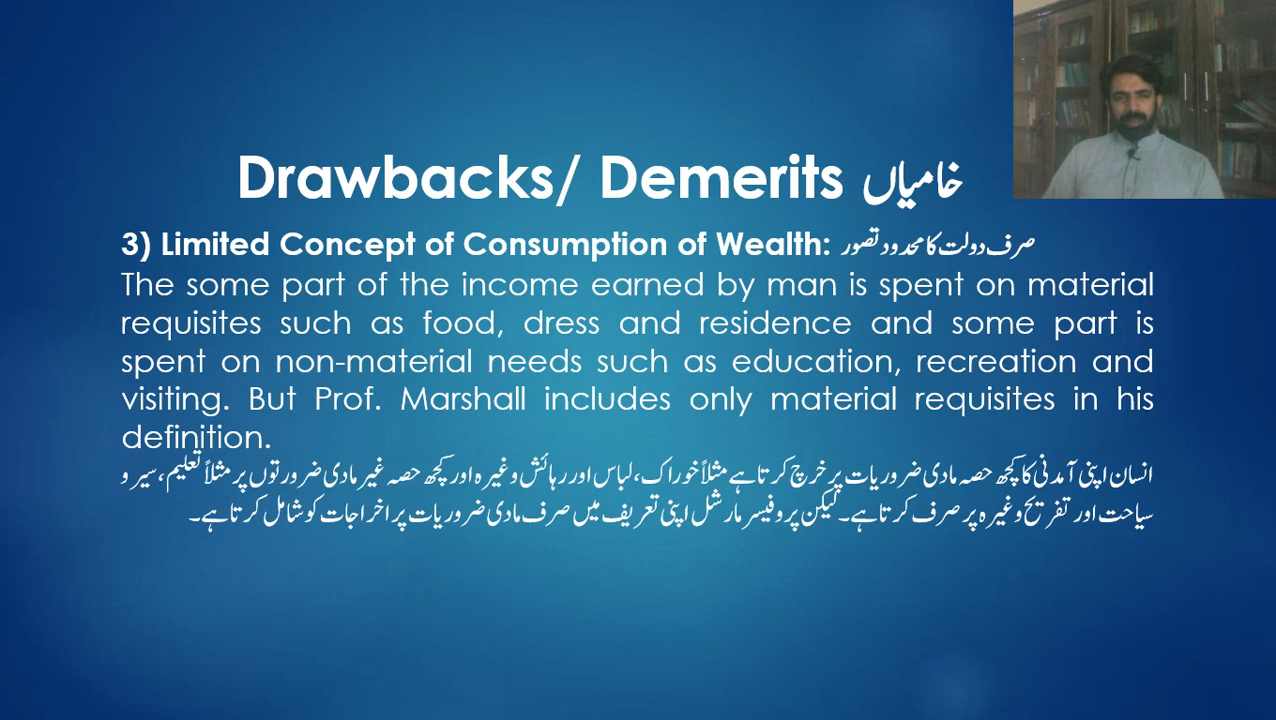 Drawbacks/ Demerits خامیاں
3) Limited Concept of Consumption of Wealth: صرف دولت کا محدود تصور
The some part of the income earned by man is spent on material
requisites such as food, dress and residence and some part is
spent on non-material needs such as education, recreation and
visiting. But Prof. Marshall includes only material requisites in his
definition.
انسان اپنی آمدنی کا کچھ حصہ مادی ضروریات پر خرچ کرتا ہے مثلاً خوراک، لباس اور رہائش وغیرہ اور کچھ حصہ غیر مادی ضرورتوں پر مثلاً تعلیم، سیر و
سیاحت اور تفریح وغیرہ پر صرف کرتا ہے۔ لیکن پروفیسر مارشل اپنی تعریف میں صرف مادی ضروریات پر اخراجات کو شامل کرتا ہے۔